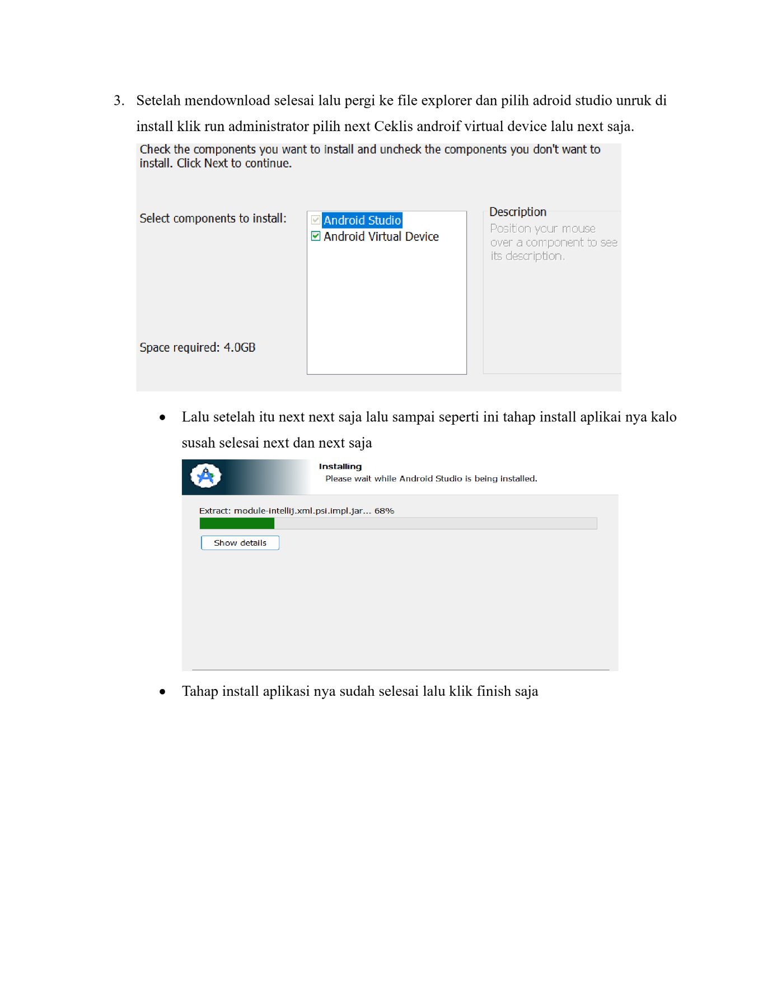 3. Setelah mendownload selesai lalu pergi ke file explorer dan pilih adroid studio unruk di
install klik run administrator pilih next Ceklis androif virtual device lalu next saja.
Check the components you want to install and uncheck the components you don't want to
install. Click Next to continue.
Select components to install:
Android Studio
Android Virtual Device
Description
Position your mouse
over a component to see
its description.
Space required: 4.0GB
• Lalu setelah itu next next saja lalu sampai seperti ini tahap install aplikai nya kalo
susah selesai next dan next saja
Installing
Please wait while Android Studio is being installed.
Extract: module-intellij.xml.psi.impl.jar... 68%
Show details
• Tahap install aplikasi nya sudah selesai lalu klik finish saja